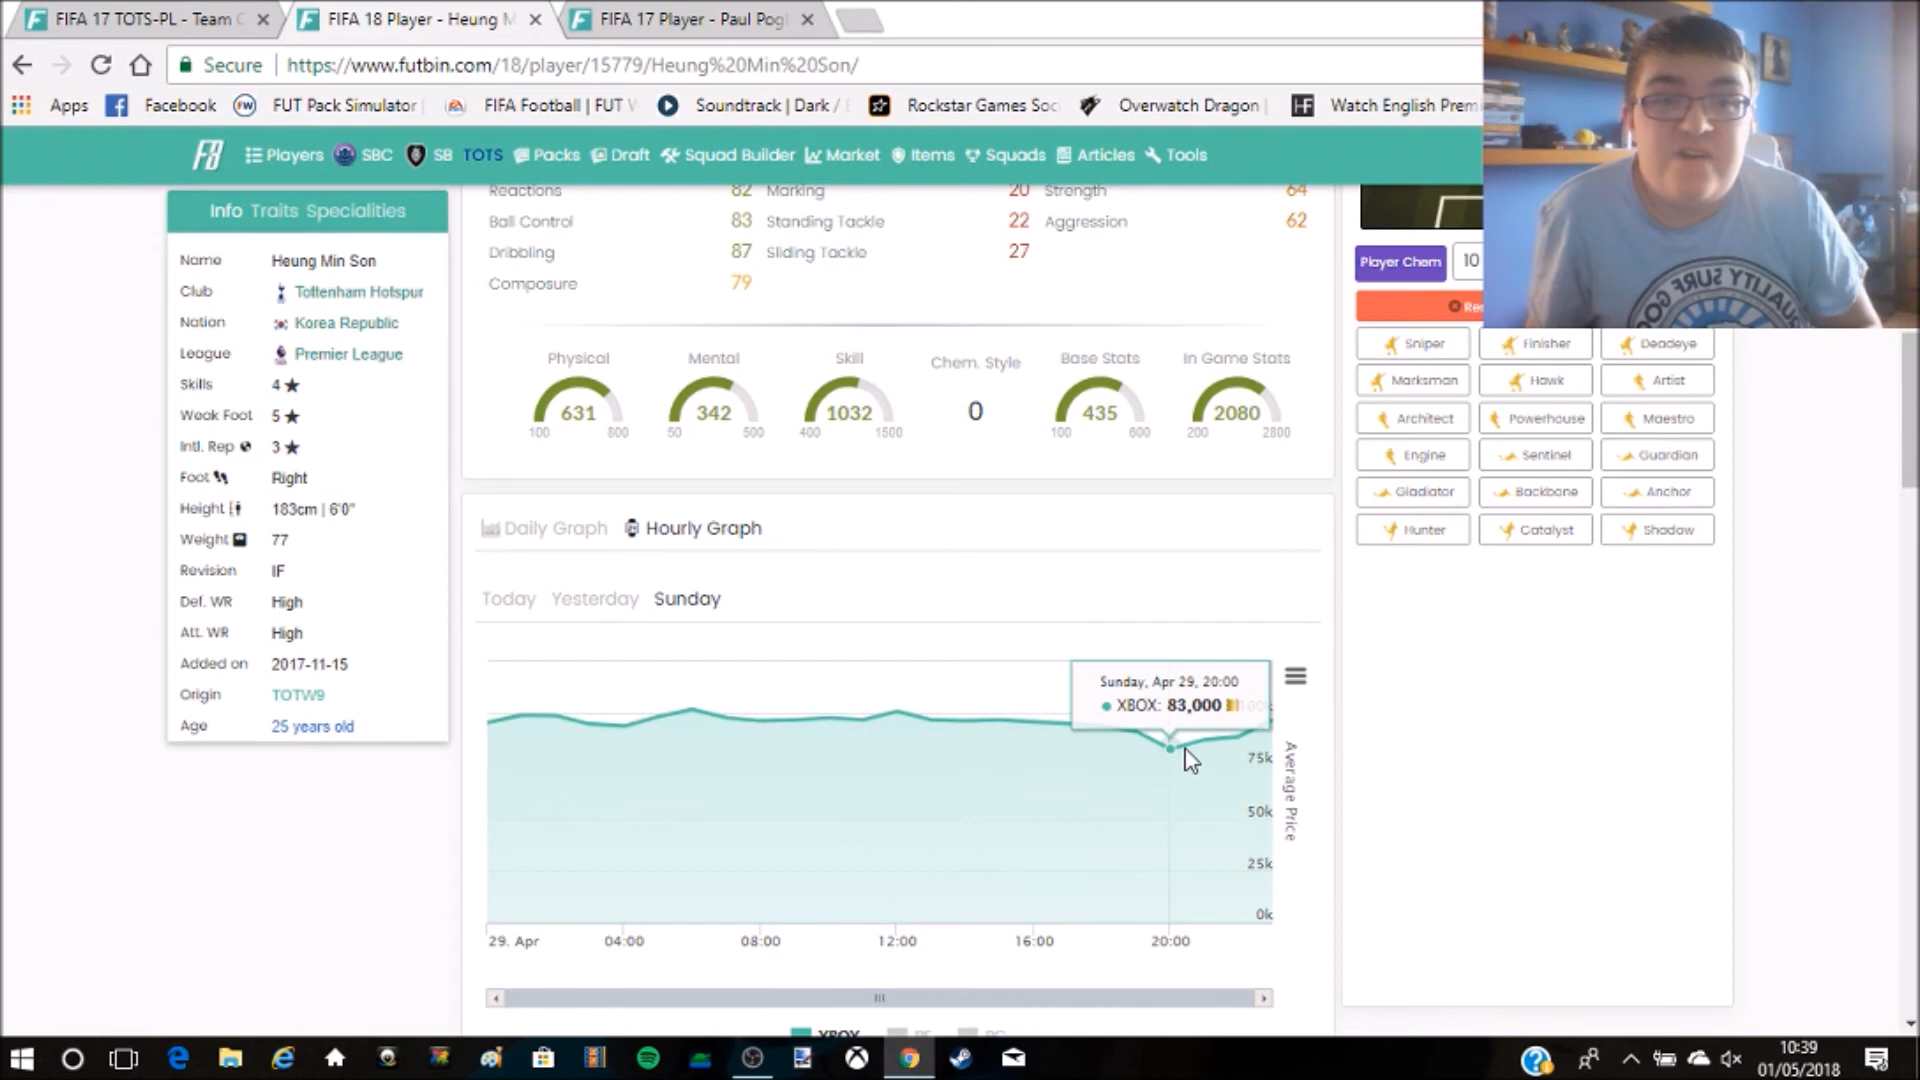 FIFA 17 TOTS-PL - Team
FIFA 18 Player - Heung M
FIFA 17 Player - Paul Pog
Secure
https://www.futbin.com/18/player/15779/Heung%20Min%20Son/
Apps
Facebook
FUT Pack Simulator
FIFA Football | FUT
Soundtrack | Dark /
Rockstar Games Soc
Overwatch Dragon
HF
Watch English Premi
Players SBC SB TOTS Packs Draft Squad Builder Market Items Squads Articles Tools
Info Traits Specialities
Name Heung Min Son
Club Tottenham Hotspur
Nation Korea Republic
League Premier League
Skills 4
Weak Foot 5
Intl. Rep 3
Foot Right
Height 183cm | 6'0"
Weight 77
Revision IF
Def. WR High
Att. WR High
Added on 2017-11-15
Origin TOTW9
Age 25 years old
Reactions 82 Marking 20 Strength 64
Ball Control 83 Standing Tackle 22 Aggression 62
Dribbling 87 Sliding Tackle 27
Composure 79
Physical Mental Skill Chem. Style Base Stats In Game Stats
631 342 1032 0 435 2080
100 800 50 500 400 1500 100 600 200 2800
Daily Graph Hourly Graph
Today Yesterday Sunday
Sunday, Apr 29, 20:00
XBOX: 83,000
100k
75k
50k
25k
0k
Average Price
29. Apr 04:00 08:00 12:00 16:00 20:00
XBOX PC
Player Chem 10
Sniper Finisher Deadeye
Marksman Hawk Artist
Architect Powerhouse Maestro
Engine Sentinel Guardian
Gladiator Backbone Anchor
Hunter Catalyst Shadow
10:39
01/05/2018